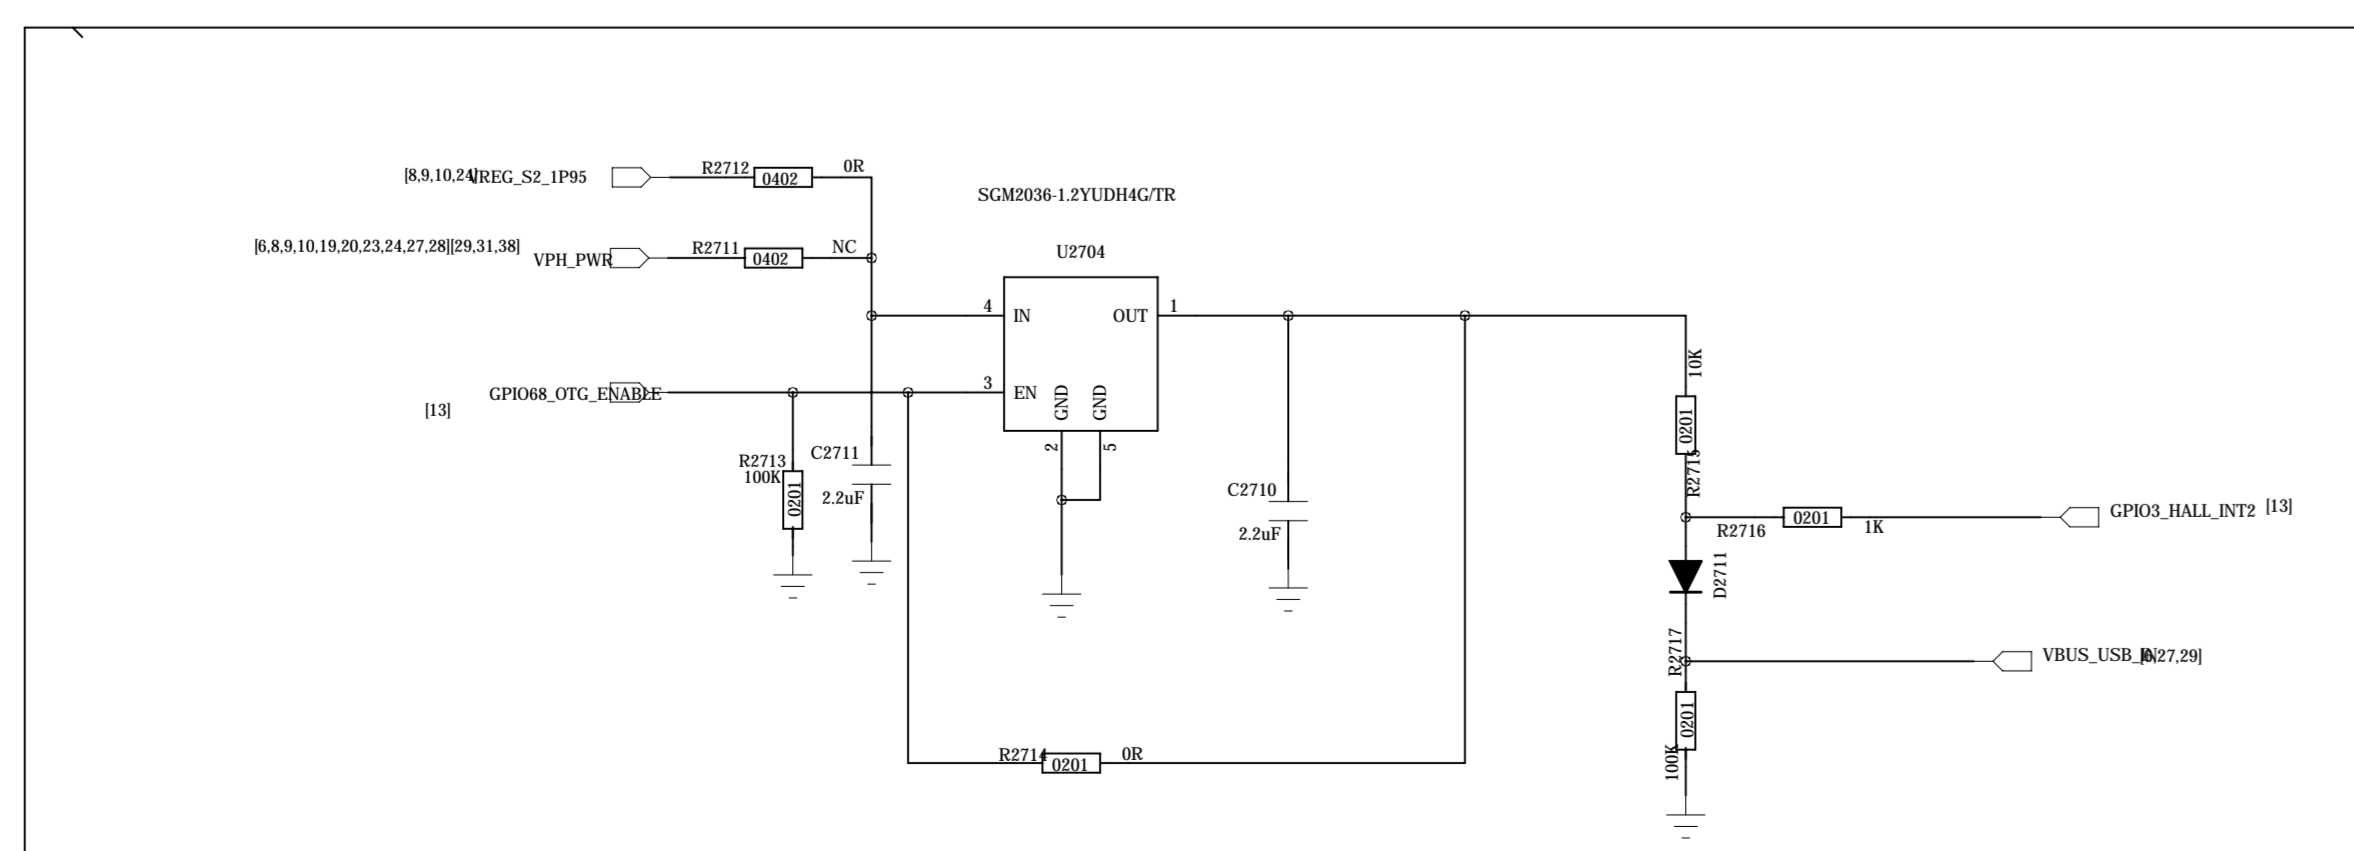 R2712
0R
[8,9,10,24]
VREG_S2_1P95
0402
SGM2036-1.2YUDH4G/TR
[6,8,9,10,19,20,23,24,27,28][29,31,38]
VPH_PWR
R2711
NC
0402
U2704
4
IN
OUT
1
GPIO68_OTG_ENABLE
3
EN
GND
GND
2
5
[13]
R2713
100K
0201
C2711
2.2uF
C2710
2.2uF
10K
0201
R2715
R2716
0201
1K
GPIO3_HALL_INT2
[13]
D2711
R2717
VBUS_USB_IN
[6,27,29]
0201
100K
R2714
0201
0R